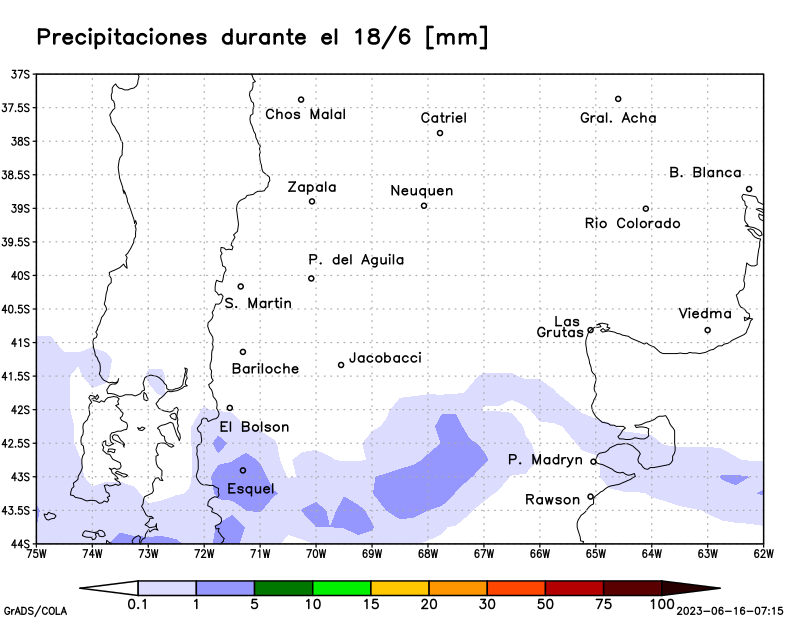 Precipitaciones durante el 18/6 [mm]
37S
37.5S
Chos Malal
Gral. Acha
Catriel
38S
38.5S
B. Blanca
Zapala
Neuquen
39S
Rio Colorado
39.5S
P. del Aguila
40S
S. Martin
40.5S
Las
Grutas
Viedma
41S
Jacobacci
Bariloche
41.5S
42S
El Bolson
42.5S
P. Madryn
43S
Esquel
Rawson
43.5S
44S
75W 74W 73W 72W 71W 70W 69W 68W 67W 66W 65W 64W 63W 62W
0.1 1 5 10 15 20 30 50 75 100
GrADS/COLA
2023-06-16-07:15